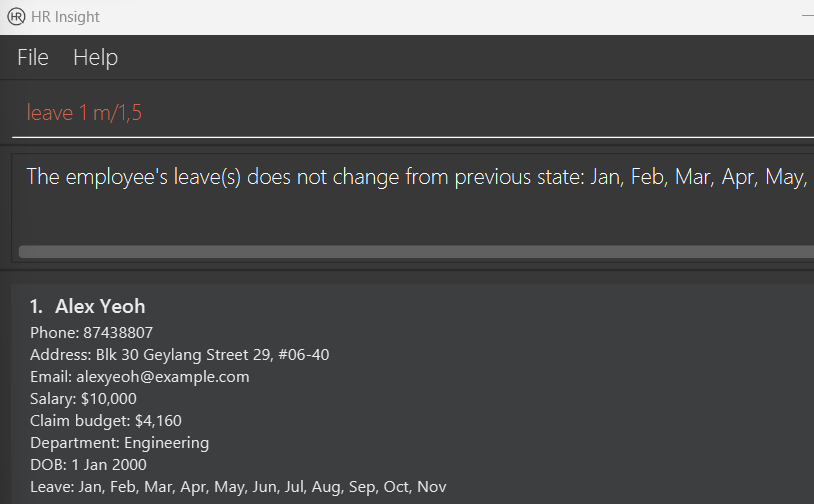 HR HR Insight
File Help
leave 1 m/1,5
The employee's leave(s) does not change from previous state: Jan, Feb, Mar, Apr, May,
1. Alex Yeoh
Phone: 87438807
Address: Blk 30 Geylang Street 29, #06-40
Email: alexyeoh@example.com
Salary: $10,000
Claim budget: $4,160
Department: Engineering
DOB: 1 Jan 2000
Leave: Jan, Feb, Mar, Apr, May, Jun, Jul, Aug, Sep, Oct, Nov